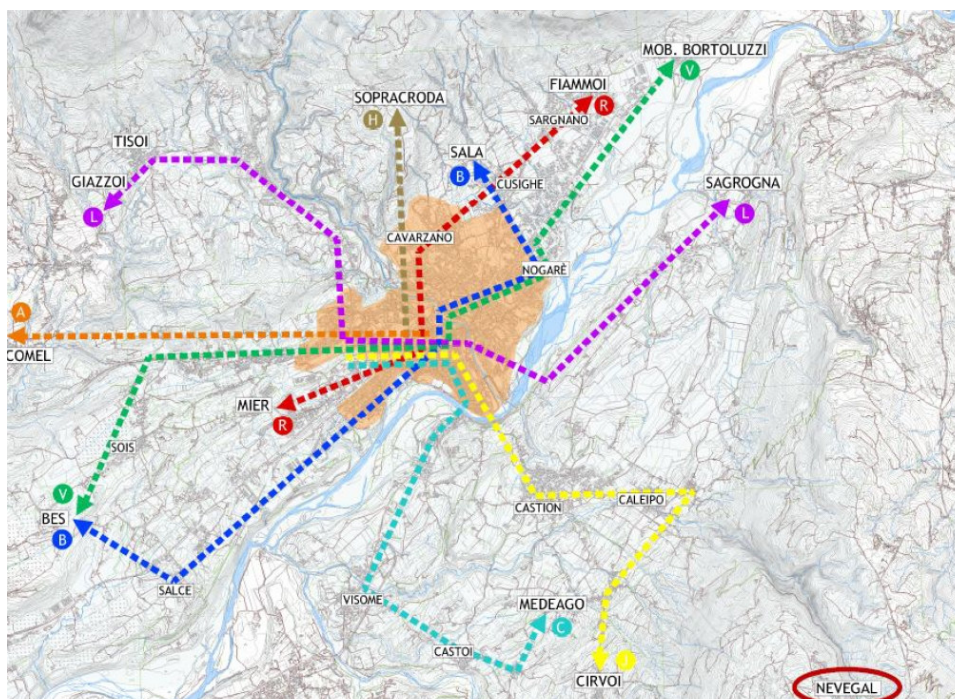 MOB. BORTOLUZZI
V
FIAMMOI
R
SOPRACRODA
H
SARGNANO
TISOI
SALA
B
CUSIGHE
GIAZZOI
L
SAGROGNA
L
CAVARZANO
NOGARÈ
A
COMEL
MIER
R
SOIS
V
BES
B
CASTION
CALEIPO
SALCE
VISOME
MEDEAGO
C
CASTOI
J
CIRVOI
NEVEGAL